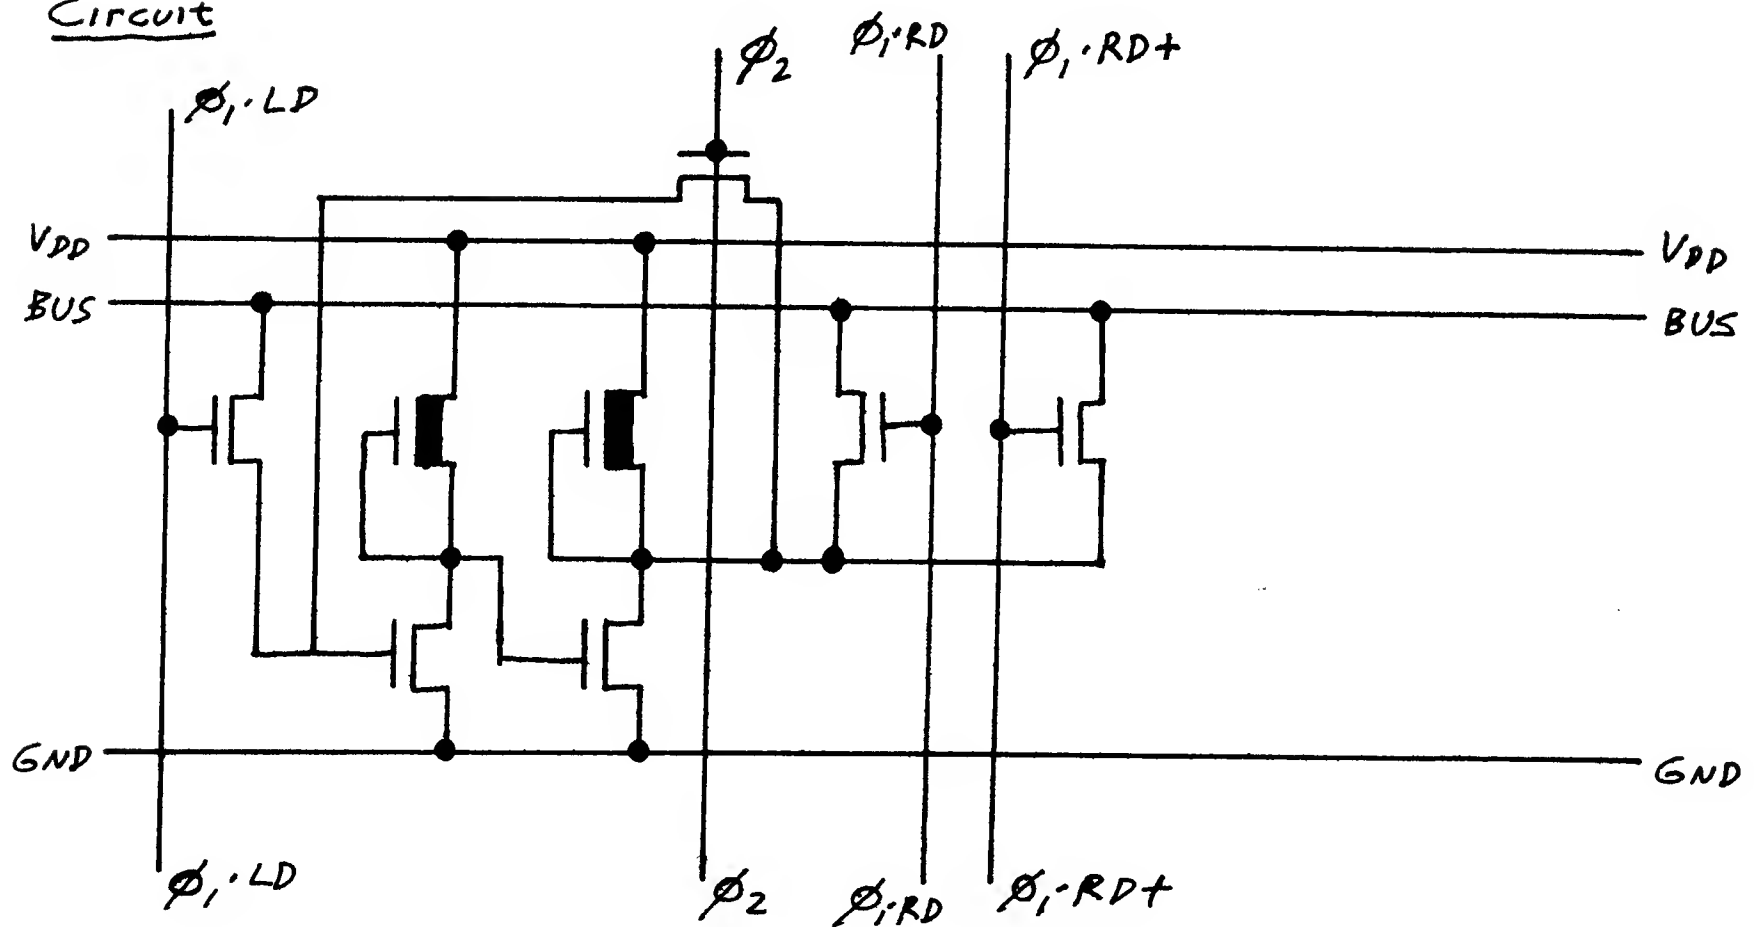 Circuit
ϕ₁·LD
ϕ₂
ϕ₁·RD
ϕ₁·RD+
VDD
VDD
BUS
BUS
GND
GND
ϕ₁·LD
ϕ₂
ϕ₁·RD
ϕ₁·RD+